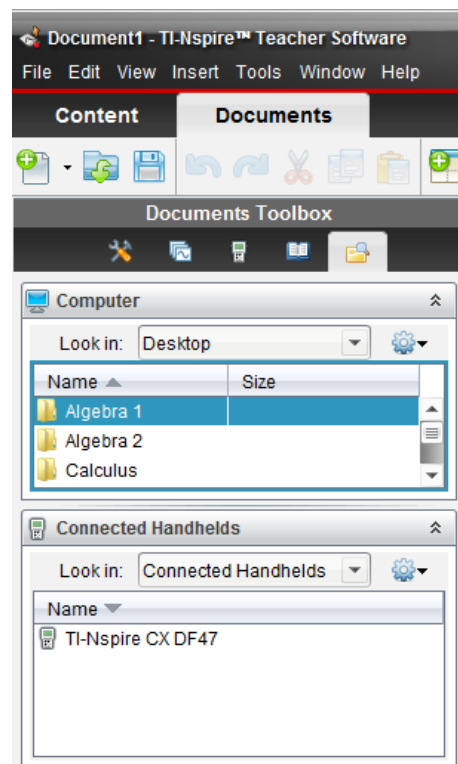 Document1 - TI-Nspire™ Teacher Software
File Edit View Insert Tools Window Help
Content Documents
Documents Toolbox
Computer
Look in: Desktop
Name Size
Algebra 1
Algebra 2
Calculus
Connected Handhelds
Look in: Connected Handhelds
Name
TI-Nspire CX DF47